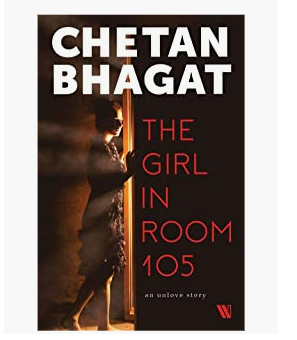 CHETAN
BHAGAT
THE
GIRL
IN
ROOM
105
an unlove story
W